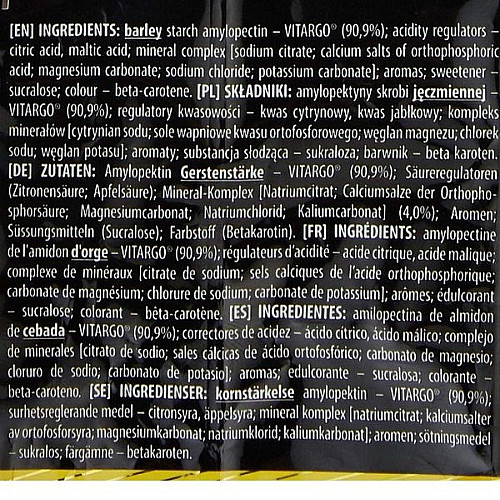 [EN] INGREDIENTS: barley starch amylopectin – VITARGO® (90,9%); acidity regulators –
citric acid, maltic acid; mineral complex [sodium citrate; calcium salts of orthophosphoric
acid; magnesium carbonate; sodium chloride; potassium carbonate]; aromas; sweetener –
sucralose; colour – beta-carotene. [PL] SKŁADNIKI: amylopektyny skrobi jęczmiennej –
VITARGO® (90,9%); regulatory kwasowości – kwas cytrynowy, kwas jabłkowy; kompleks
minerałów [cytrynian sodu; sole wapniowe kwasu ortofosforowego; węglan magnezu; chlorek
sodu; węglan potasu]; aromaty; substancja słodząca – sukraloza; barwnik – beta karoten.
[DE] ZUTATEN: Amylopektin Gerstenstärke – VITARGO® (90,9%); Säureregulatoren
(Zitronensäure; Apfelsäure); Mineral-Komplex [Natriumcitrat; Calciumsalze der Orthopho-
sphorsäure; Magnesiumcarbonat; Natriumchlorid; Kaliumcarbonat] (4,0%); Aromen;
Süssungsmitteln (Sucralose); Farbstoff (Betakarotin). [FR] INGRÉDIENTS: amylopectine
de l'amidon d'orge – VITARGO® (90,9%); régulateurs d'acidité – acide citrique, acide malique;
complexe de minéraux [citrate de sodium; sels calciques de l'acide orthophosphorique;
carbonate de magnésium; chlorure de sodium; carbonate de potassium]; arômes; édulcorant
– sucralose; colorant – bêta-carotène. [ES] INGREDIENTES: amilopectina de almidon
de cebada – VITARGO® (90,9%); correctores de acidez – ácido cítrico, ácido málico; complejo
de minerales [citrato de sodio; sales cálcicas de ácido ortofosfórico; carbonato de magnesio;
cloruro de sodio; carbonato de potasio]; aromas; edulcorante – sucralosa; colorante –
beta-caroteno. [SE] INGREDIENSER: kornstärkelse amylopektin – VITARGO® (90,9%);
surhetsreglerande medel – citronsyra, äppelsyra; mineral komplex [natriumcitrat; kalciumsalter
av ortofosforsyra; magnesiumkarbonat; natriumklorid; kaliumkarbonat]; aromen; sötningsmedel
– sukralos; färgämne – betakaroten.